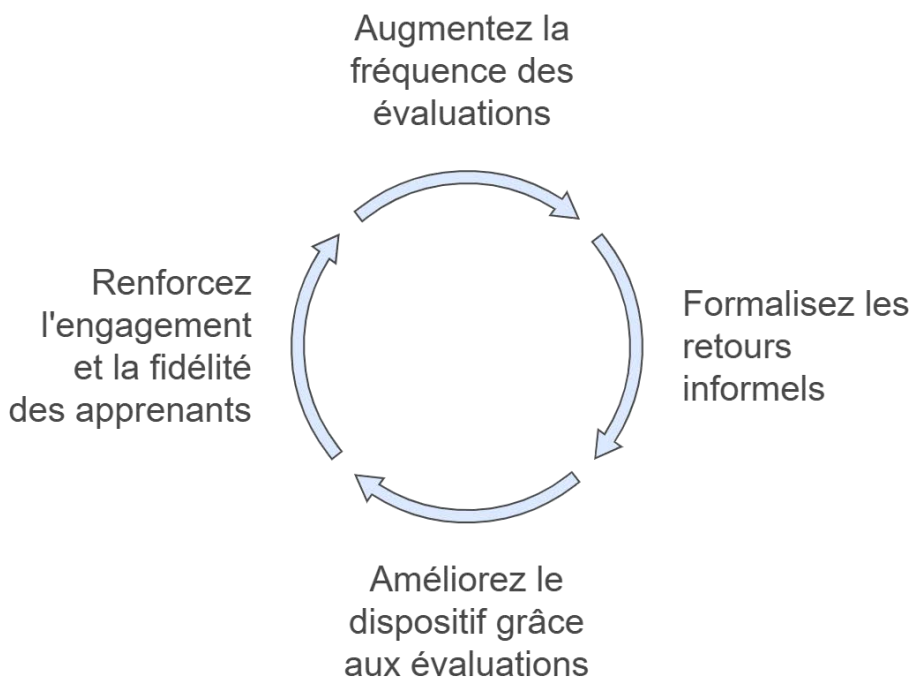 Augmentez la
fréquence des
évaluations
Formalisez les
retours
informels
Améliorez le
dispositif grâce
aux évaluations
Renforcez
l'engagement
et la fidélité
des apprenants